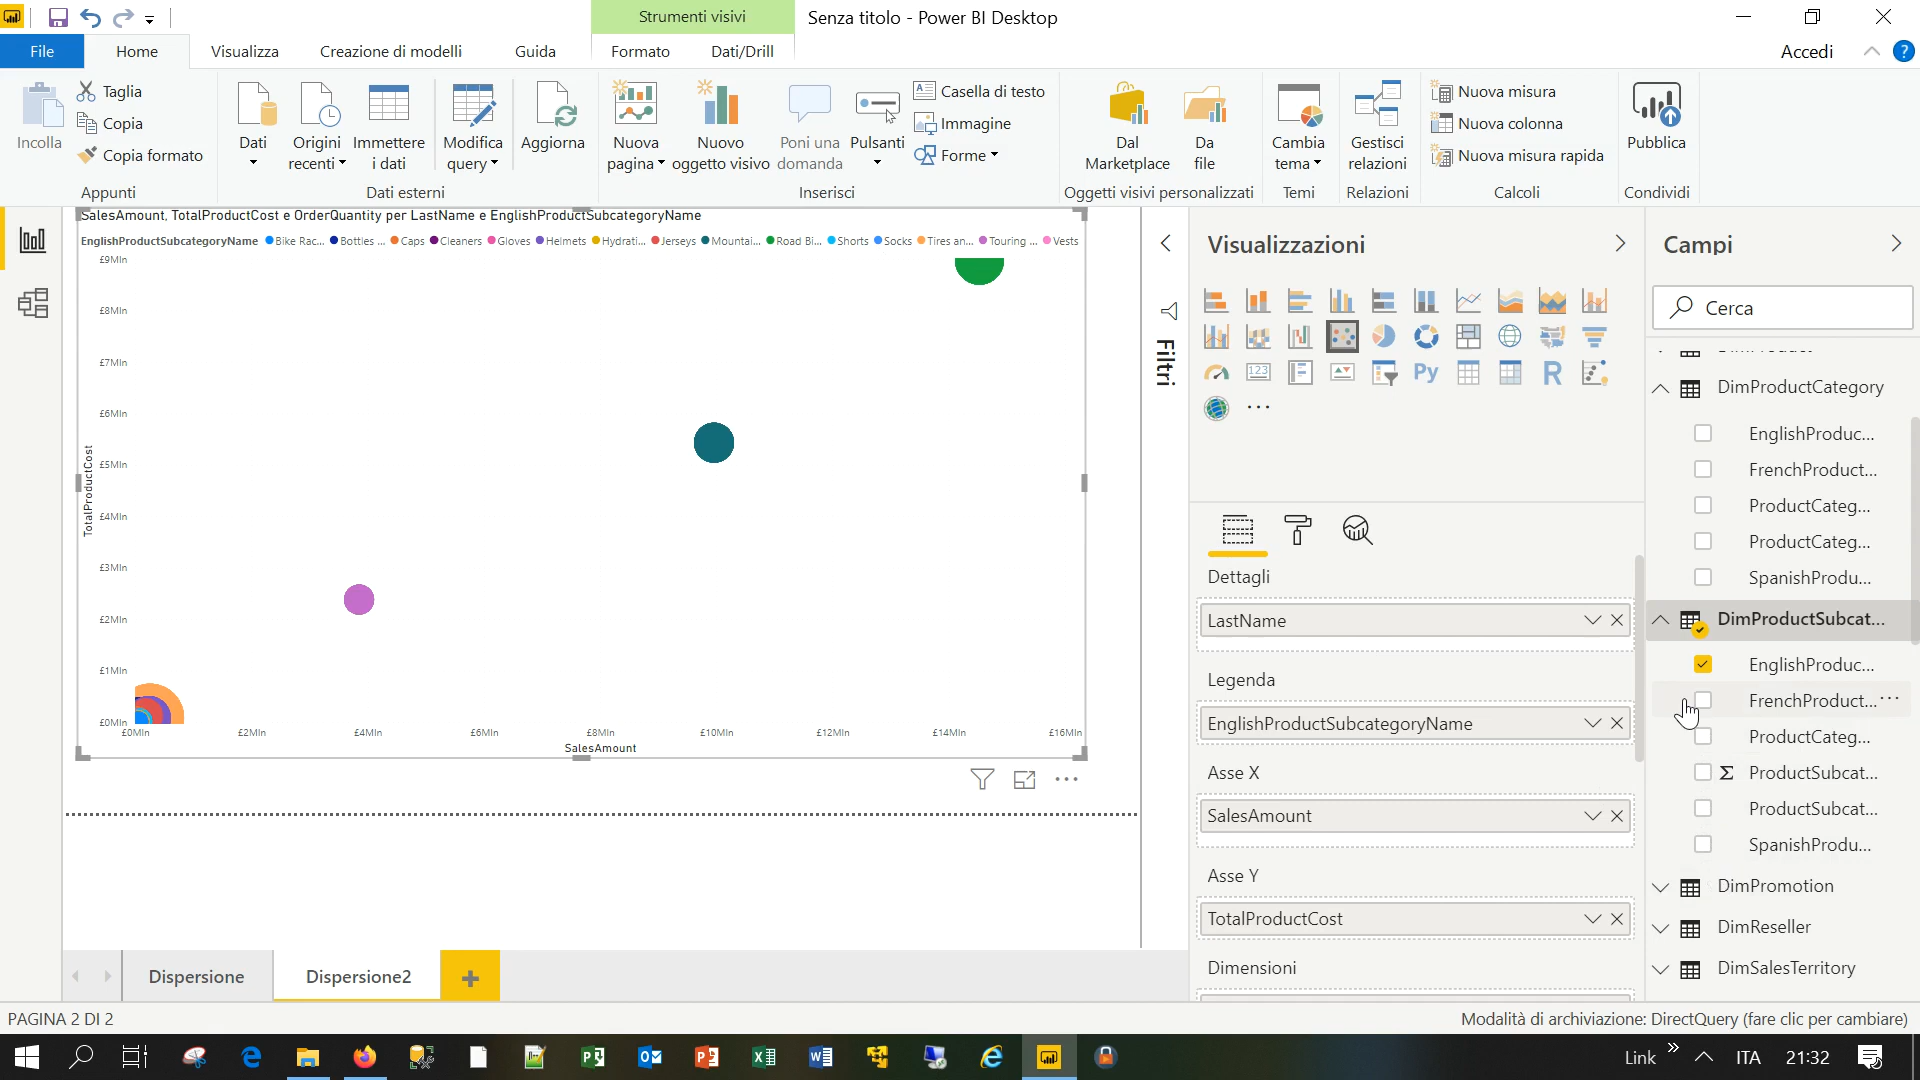 Strumenti visivi
Senza titolo - Power BI Desktop
File
Home
Visualizza
Creazione di modelli
Guida
Formato
Dati/Drill
Accedi
?
Incolla
Taglia
Copia
Copia formato
Appunti
Dati
Origini
recenti
Immettere
i dati
Modifica
query
Aggiorna
Dati esterni
Nuova
pagina
Nuovo
oggetto visivo
Poni una
domanda
Pulsanti
Casella di testo
Immagine
Forme
Inserisci
Dal
Marketplace
Da
file
Oggetti visivi personalizzati
Cambia
tema
Temi
Gestisci
relazioni
Relazioni
Nuova misura
Nuova colonna
Nuova misura rapida
Calcoli
Pubblica
Condividi
SalesAmount, TotalProductCost e OrderQuantity per LastName e EnglishProductSubcategoryName
EnglishProductSubcategoryName Bike Rac... Bottles ... Caps Cleaners Gloves Helmets Hydrati... Jerseys Mountai... Road Bi... Shorts Socks Tires an... Touring ... Vests
£9Mln
£8Mln
£7Mln
£6Mln
£5Mln
£4Mln
£3Mln
£2Mln
£1Mln
£0Mln
TotalProductCost
£0Mln £2Mln £4Mln £6Mln £8Mln £10Mln £12Mln £14Mln £16Mln
SalesAmount
Filtri
Visualizzazioni
123
Py
R
Dettagli
LastName
Legenda
EnglishProductSubcategoryName
Asse X
SalesAmount
Asse Y
TotalProductCost
Dimensioni
Campi
Cerca
DimProductCategory
EnglishProduc...
FrenchProduct...
ProductCateg...
ProductCateg...
SpanishProdu...
DimProductSubcat...
EnglishProduc...
FrenchProduct...
ProductCateg...
Σ ProductSubcat...
ProductSubcat...
SpanishProdu...
DimPromotion
DimReseller
DimSalesTerritory
Dispersione
Dispersione2
+
PAGINA 2 DI 2
Modalità di archiviazione: DirectQuery (fare clic per cambiare)
Link
ITA
21:32